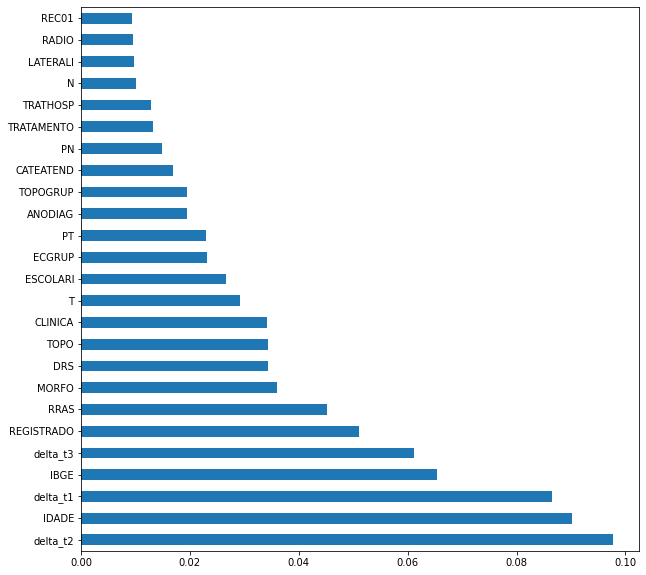 REC01
RADIO
LATERALI
N
TRATHOSP
TRATAMENTO
PN
CATEATEND
TOPOGRUP
ANODIAG
PT
ECGRUP
ESCOLARI
T
CLINICA
TOPO
DRS
MORFO
RRAS
REGISTRADO
delta_t3
IBGE
delta_t1
IDADE
delta_t2
0.00 0.02 0.04 0.06 0.08 0.10